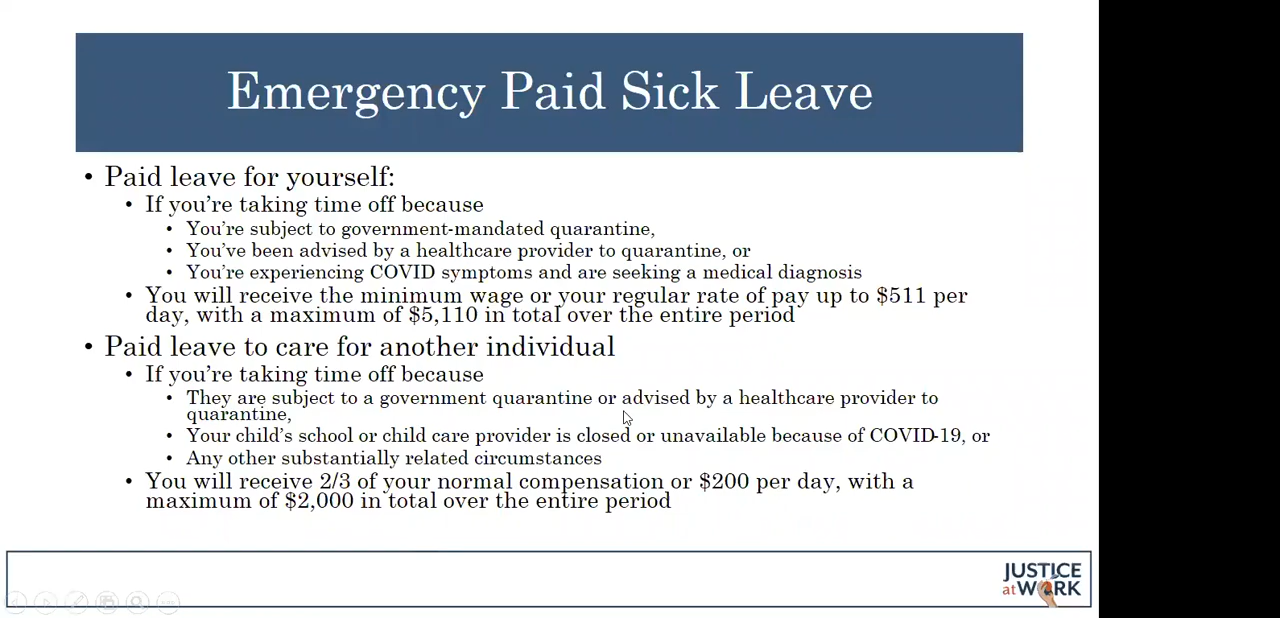 Emergency Paid Sick Leave
• Paid leave for yourself:
• If you’re taking time off because
• You’re subject to government-mandated quarantine,
• You’ve been advised by a healthcare provider to quarantine, or
• You’re experiencing COVID symptoms and are seeking a medical diagnosis
• You will receive the minimum wage or your regular rate of pay up to $511 per
day, with a maximum of $5,110 in total over the entire period
• Paid leave to care for another individual
• If you’re taking time off because
• They are subject to a government quarantine or advised by a healthcare provider to
quarantine,
• Your child’s school or child care provider is closed or unavailable because of COVID-19, or
• Any other substantially related circumstances
• You will receive 2/3 of your normal compensation or $200 per day, with a
maximum of $2,000 in total over the entire period
JUSTICE
at WORK